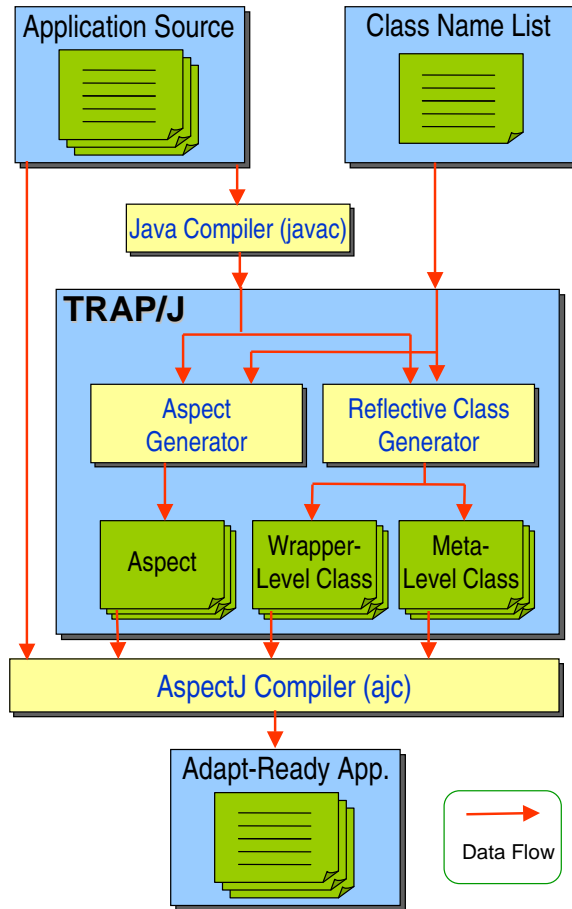 Application Source
Class Name List
Java Compiler (javac)
TRAP/J
Aspect
Generator
Reflective Class
Generator
Aspect
Wrapper-
Level Class
Meta-
Level Class
AspectJ Compiler (ajc)
Adapt-Ready App.
Data Flow